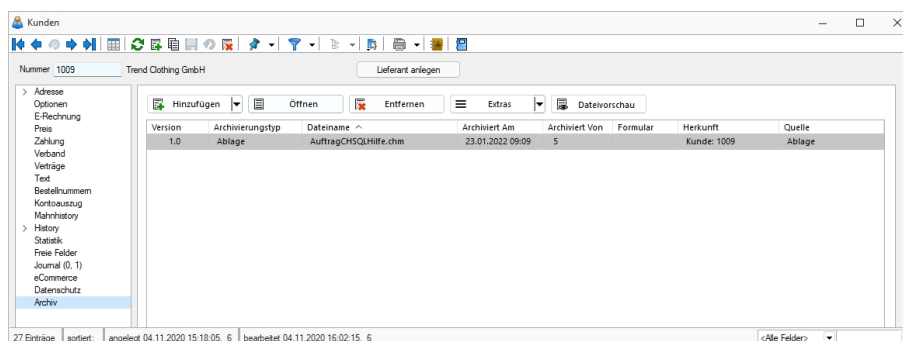 Kunden
Nummer 1009 Trend Clothing GmbH Lieferant anlegen
Adresse
Optionen
E-Rechnung
Preis
Zahlung
Verband
Verträge
Text
Bestellnummern
Kontoauszug
Mahnhistory
History
Statistik
Freie Felder
Journal (0, 1)
eCommerce
Datenschutz
Archiv
Hinzufügen Öffnen Entfernen Extras Dateivorschau
Version Archivierungstyp Dateiname Archiviert Am Archiviert Von Formular Herkunft Quelle
1.0 Ablage AuftragCHSQLHilfe.chm 23.01.2022 09:09 5 Kunde: 1009 Ablage
27 Einträge sortiert: angelegt 04.11.2020 15:18:05, 6 bearbeitet 04.11.2020 16:02:15, 6 <Alle Felder>